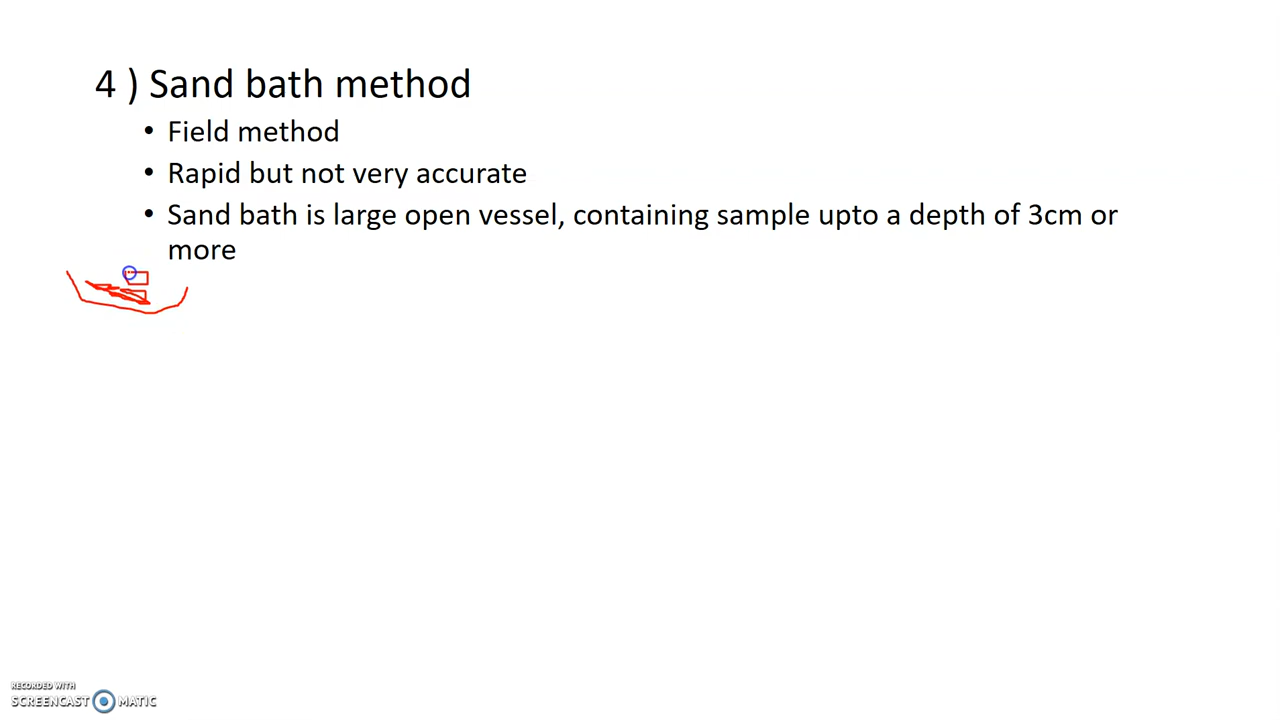 4 ) Sand bath method
• Field method
• Rapid but not very accurate
• Sand bath is large open vessel, containing sample upto a depth of 3cm or
more
RECORDED WITH
SCREENCAST MATIC